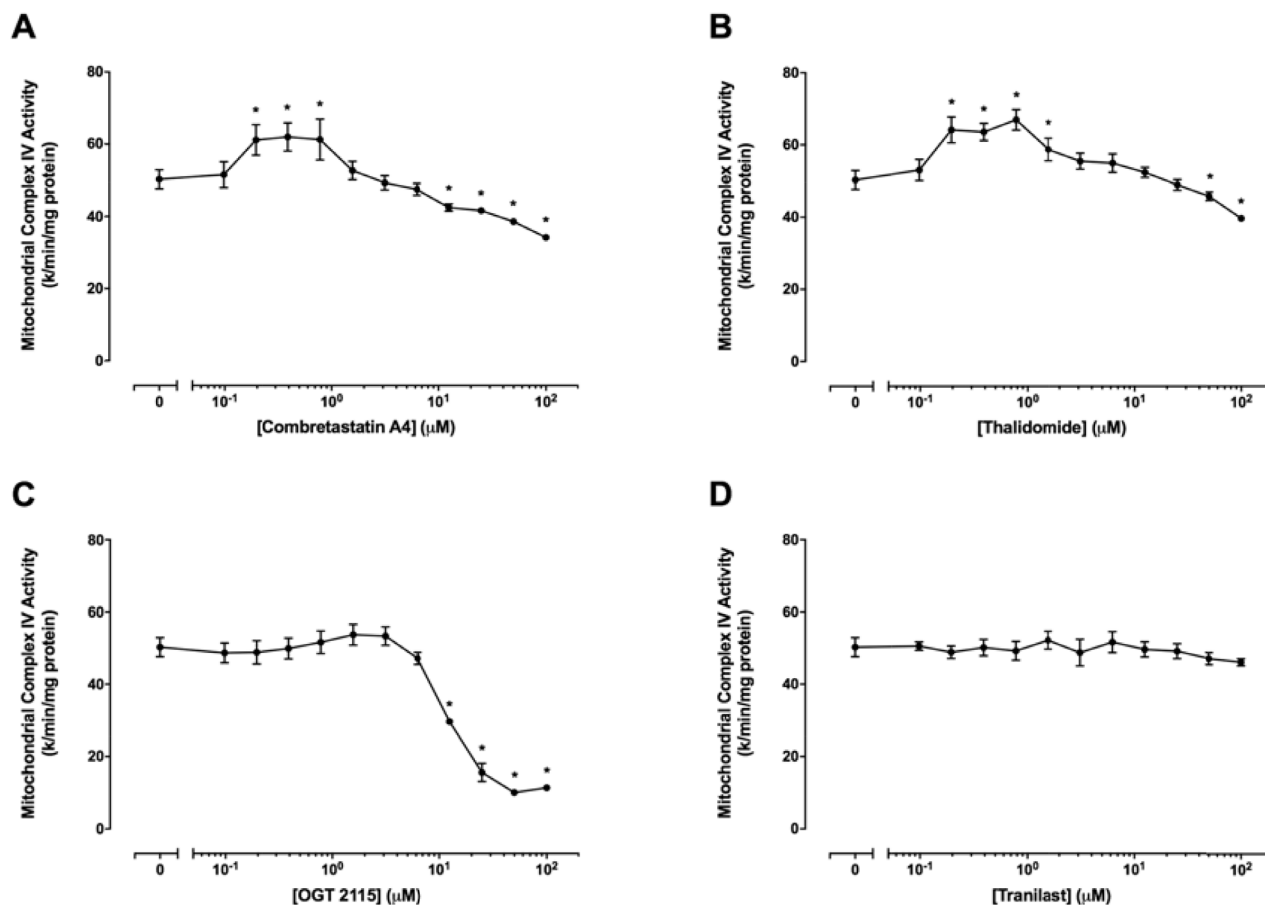 A
Mitochondrial Complex IV Activity
(k/min/mg protein)
80
60
40
20
0
* * * * * * *
0 10⁻¹ 10⁰ 10¹ 10²
[Combretastatin A4] (μM)
B
Mitochondrial Complex IV Activity
(k/min/mg protein)
80
60
40
20
0
* * * * * *
0 10⁻¹ 10⁰ 10¹ 10²
[Thalidomide] (μM)
C
Mitochondrial Complex IV Activity
(k/min/mg protein)
80
60
40
20
0
* * * *
0 10⁻¹ 10⁰ 10¹ 10²
[OGT 2115] (μM)
D
Mitochondrial Complex IV Activity
(k/min/mg protein)
80
60
40
20
0
0 10⁻¹ 10⁰ 10¹ 10²
[Tranilast] (μM)